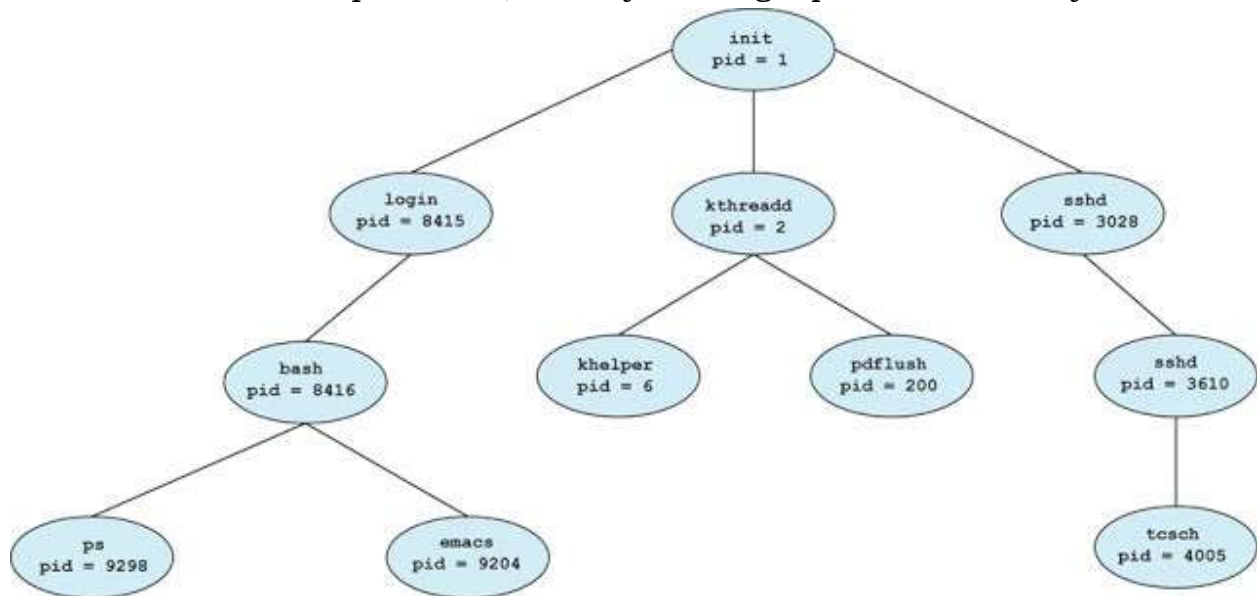 init
pid = 1
login
pid = 8415
kthreadd
pid = 2
sshd
pid = 3028
bash
pid = 8416
khelper
pid = 6
pdflush
pid = 200
sshd
pid = 3610
ps
pid = 9298
emacs
pid = 9204
tcsch
pid = 4005